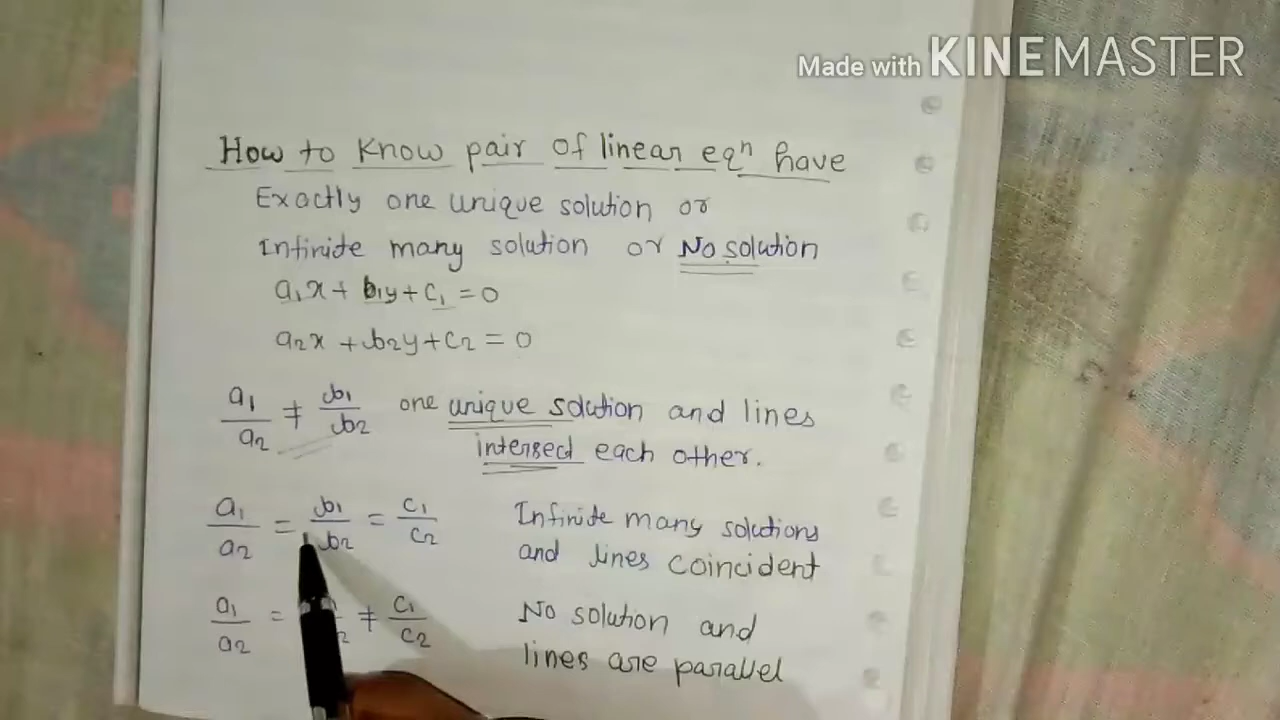 Made with KINEMASTER
How to Know pair of linear eqⁿ have
Exactly one unique solution or
Infinite many solution or No solution
a₁x + b₁y + c₁ = 0
a₂x + b₂y + c₂ = 0
a₁/a₂ ≠ b₁/b₂ one unique solution and lines
intersect each other.
a₁/a₂ = b₁/b₂ = c₁/c₂ Infinite many solutions
and lines coincident
a₁/a₂ = ≠ c₁/c₂ No solution and
lines are parallel